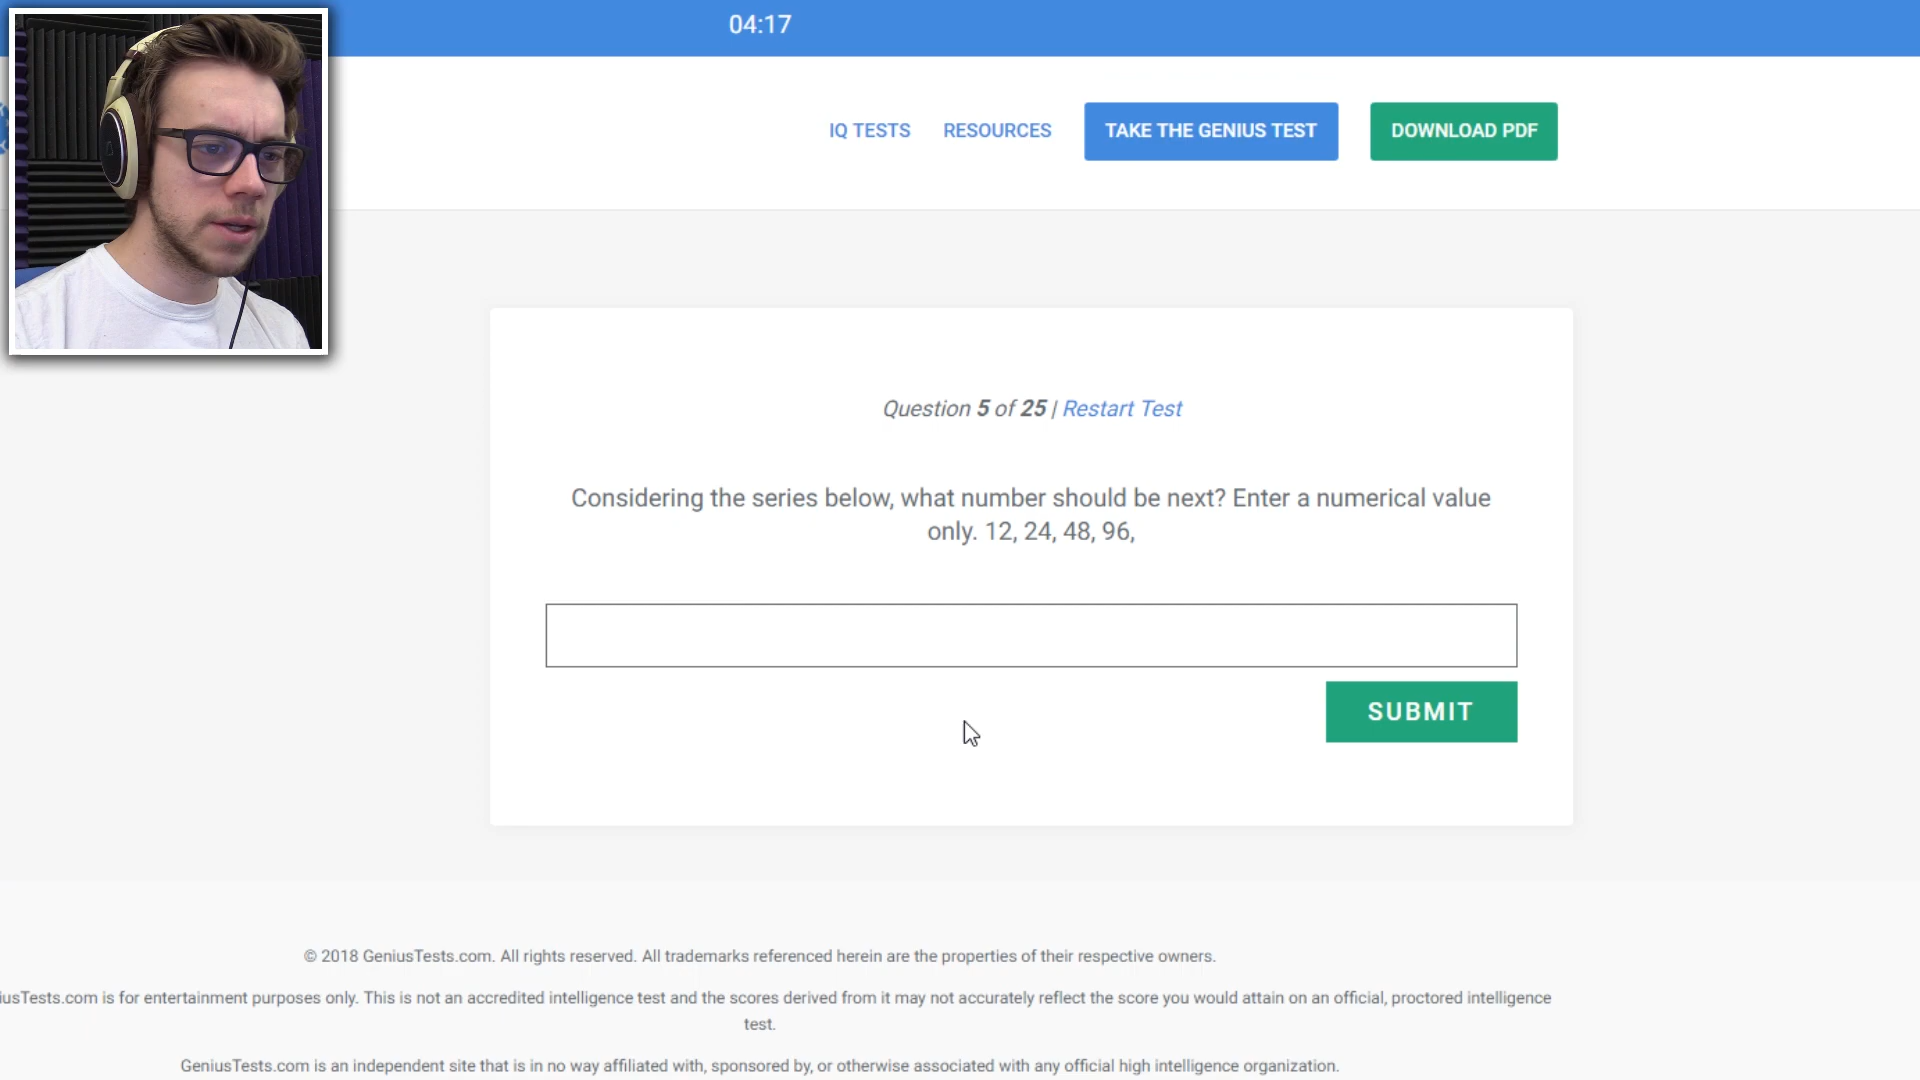 04:17
IQ TESTS RESOURCES TAKE THE GENIUS TEST DOWNLOAD PDF
Question 5 of 25 | Restart Test
Considering the series below, what number should be next? Enter a numerical value
only. 12, 24, 48, 96,
SUBMIT
© 2018 GeniusTests.com. All rights reserved. All trademarks referenced herein are the properties of their respective owners.
iusTests.com is for entertainment purposes only. This is not an accredited intelligence test and the scores derived from it may not accurately reflect the score you would attain on an official, proctored intelligence
test.
GeniusTests.com is an independent site that is in no way affiliated with, sponsored by, or otherwise associated with any official high intelligence organization.